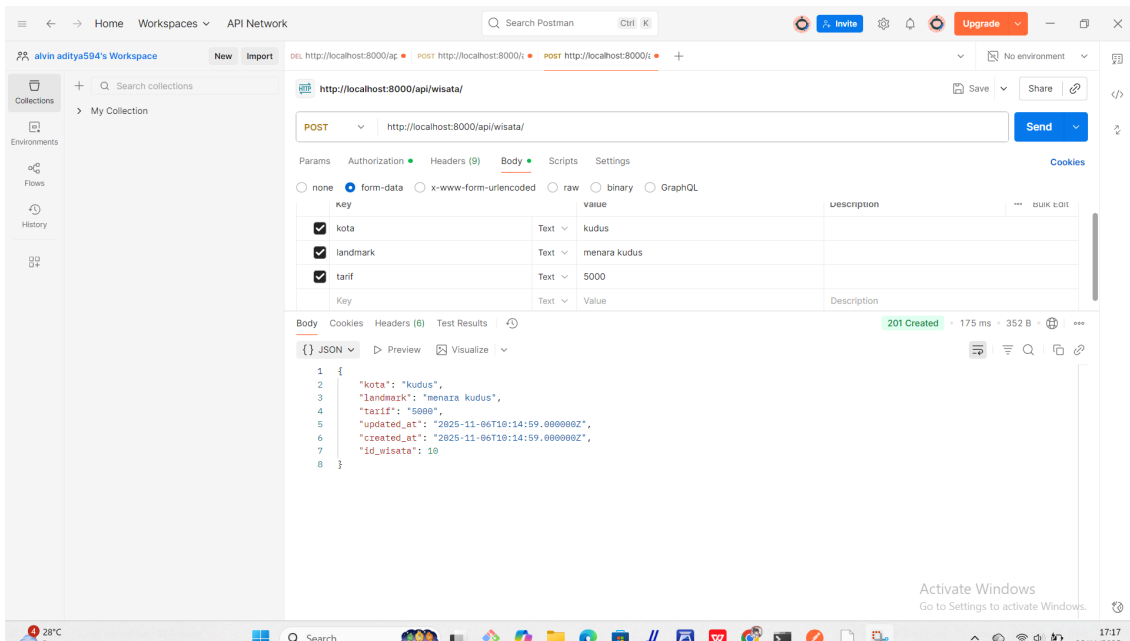 Home Workspaces API Network Search Postman Ctrl K Invite Upgrade
alvin aditya594's Workspace New Import DEL http://localhost:8000/ap POST http://localhost:8000/a POST http://localhost:8000/a No environment
Collections Search collections http://localhost:8000/api/wisata/ Save Share
My Collection
Environments POST http://localhost:8000/api/wisata/ Send
Flows Params Authorization Headers (9) Body Scripts Settings Cookies
History none form-data x-www-form-urlencoded raw binary GraphQL
Key Value Description Bulk Edit
kota Text kudus
landmark Text menara kudus
tarif Text 5000
Key Text Value Description
Body Cookies Headers (6) Test Results 201 Created 175 ms 352 B
{} JSON Preview Visualize
1 {
2 "kota": "kudus",
3 "landmark": "menara kudus",
4 "tarif": "5000",
5 "updated_at": "2025-11-06T10:14:59.000000Z",
6 "created_at": "2025-11-06T10:14:59.000000Z",
7 "id_wisata": 10
8 }
Activate Windows
Go to Settings to activate Windows.
4 28°C Search 17:17